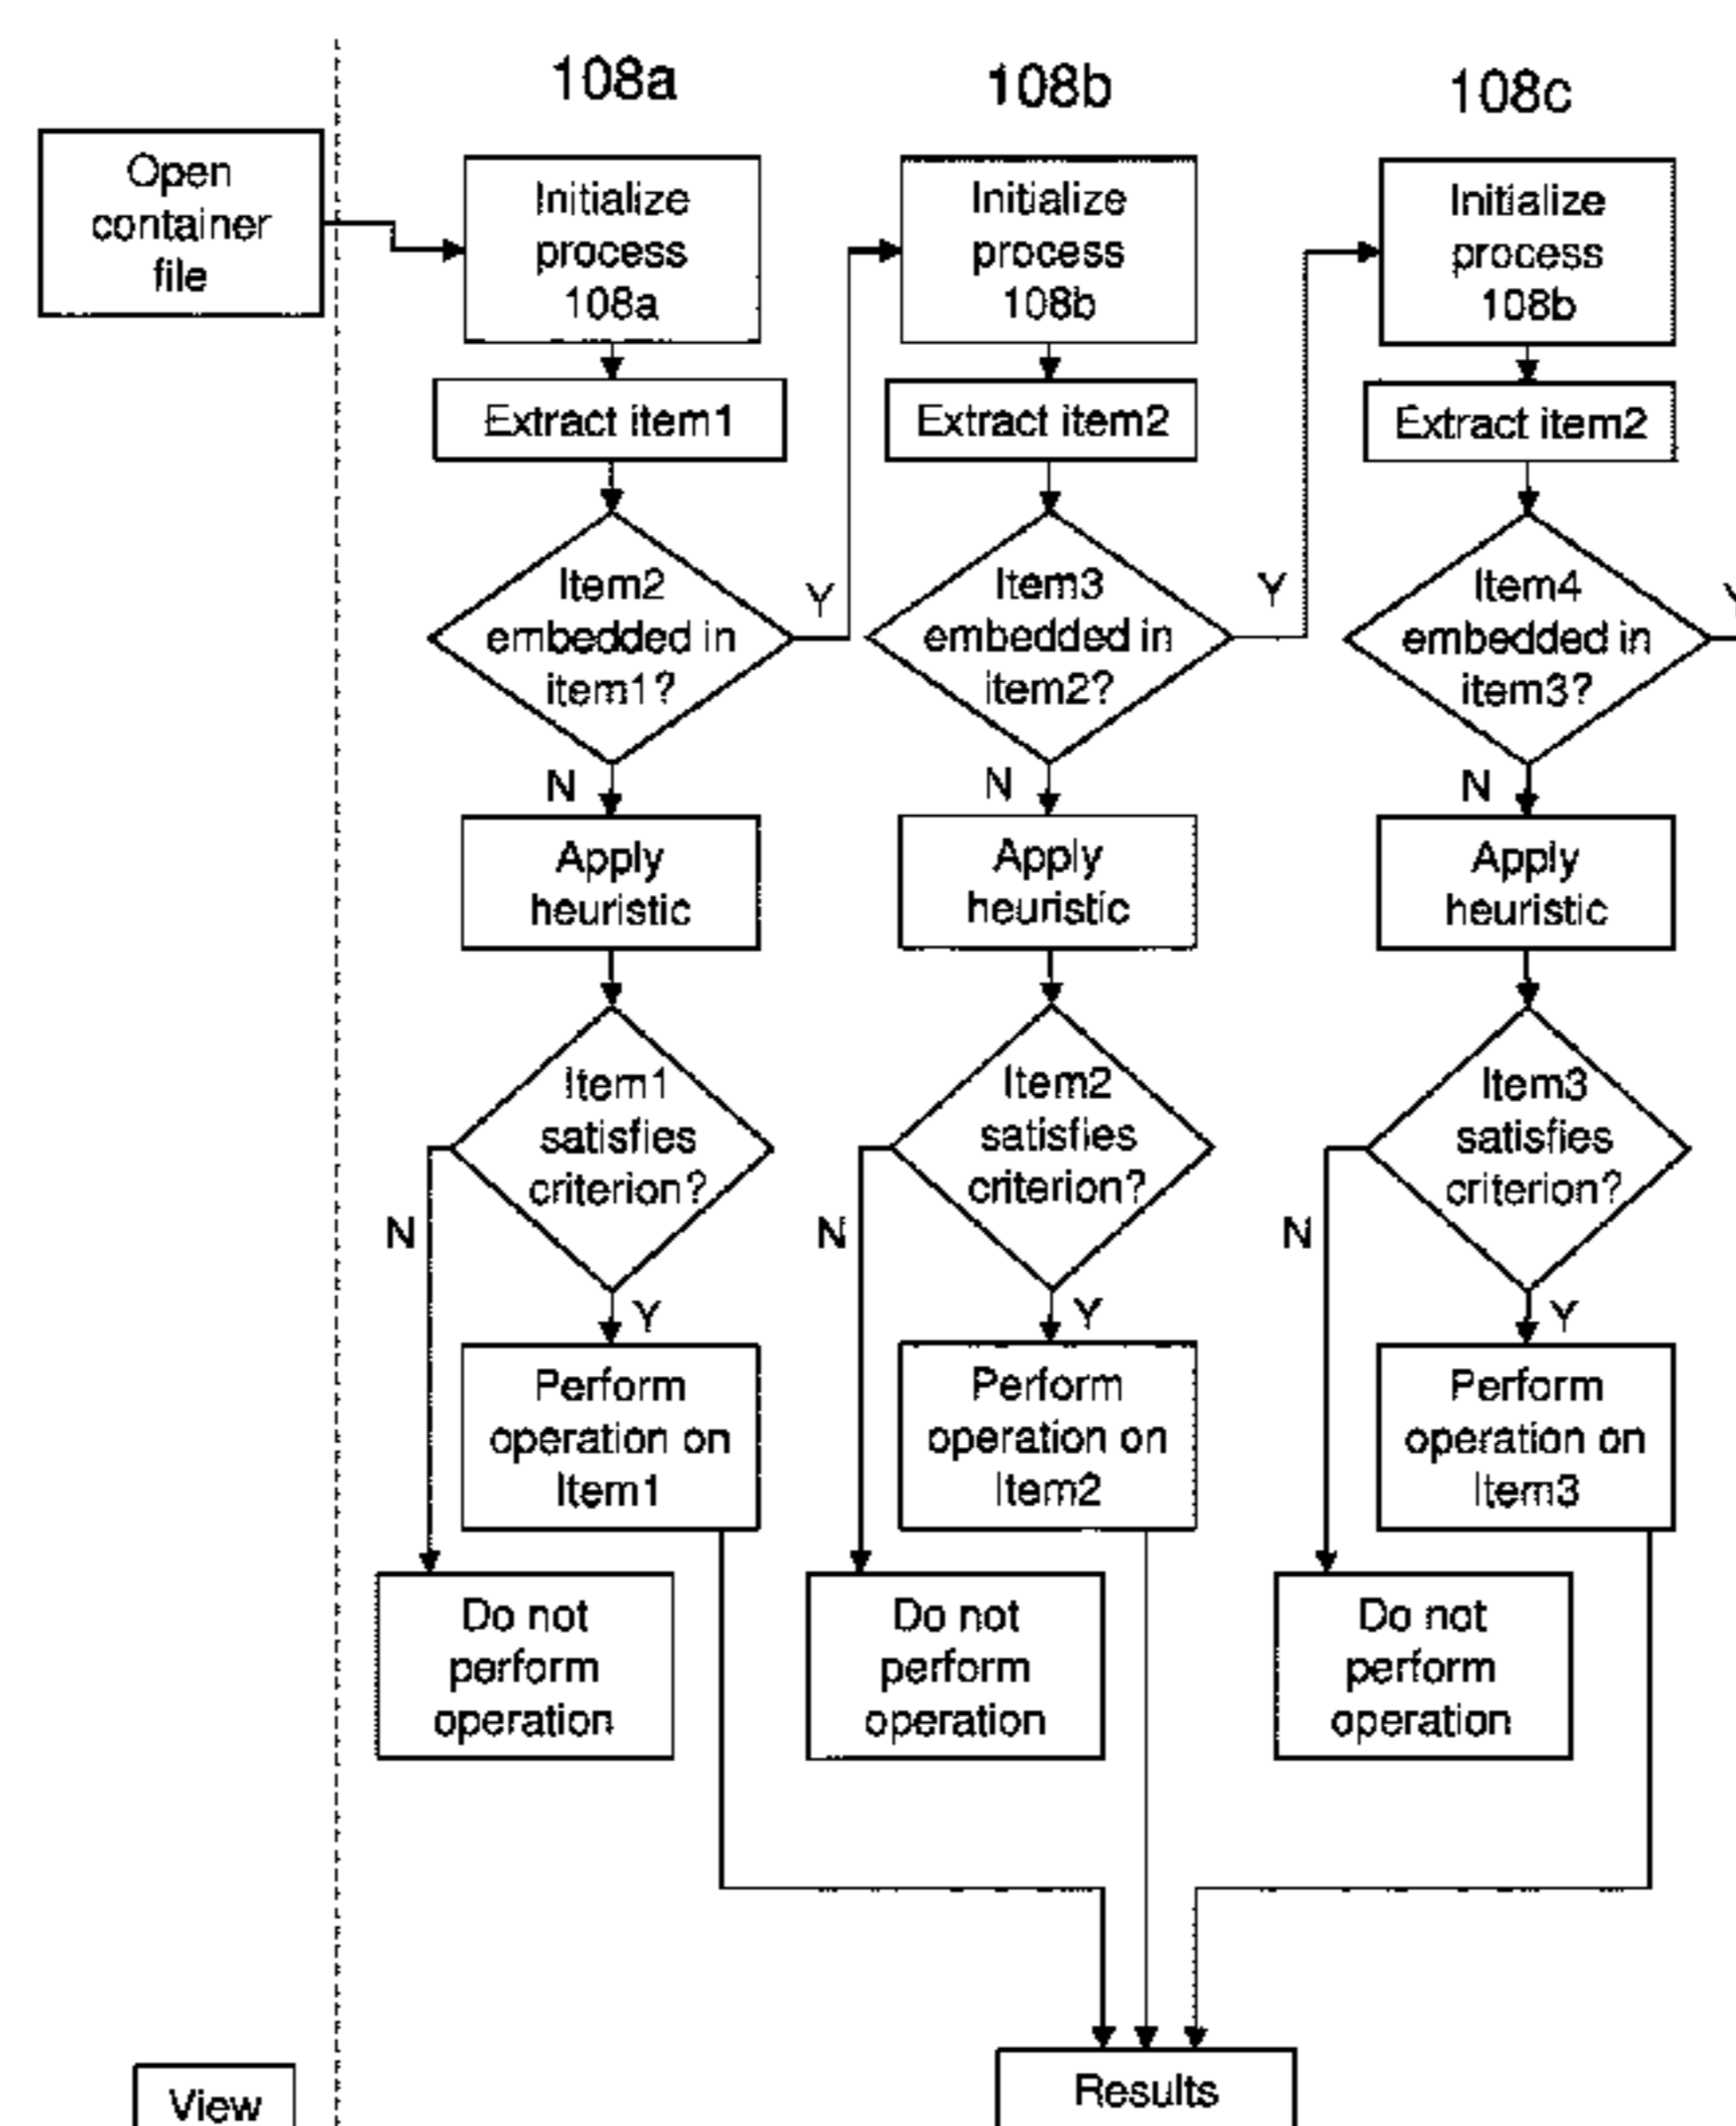 108a
108b
108c
Open
container
file
Initialize
process
108a
Initialize
process
108b
Initialize
process
108b
Extract item1
Extract item2
Extract item2
Item2
embedded in
item1?
Y
Item3
embedded in
item2?
Y
Item4
embedded in
item3?
Y
N
N
N
Apply
heuristic
Apply
heuristic
Apply
heuristic
Item1
satisfies
criterion?
Item2
satisfies
criterion?
Item3
satisfies
criterion?
N
N
N
Y
Y
Y
Perform
operation on
Item1
Perform
operation on
Item2
Perform
operation on
Item3
Do not
perform
operation
Do not
perform
operation
Do not
perform
operation
View
Results